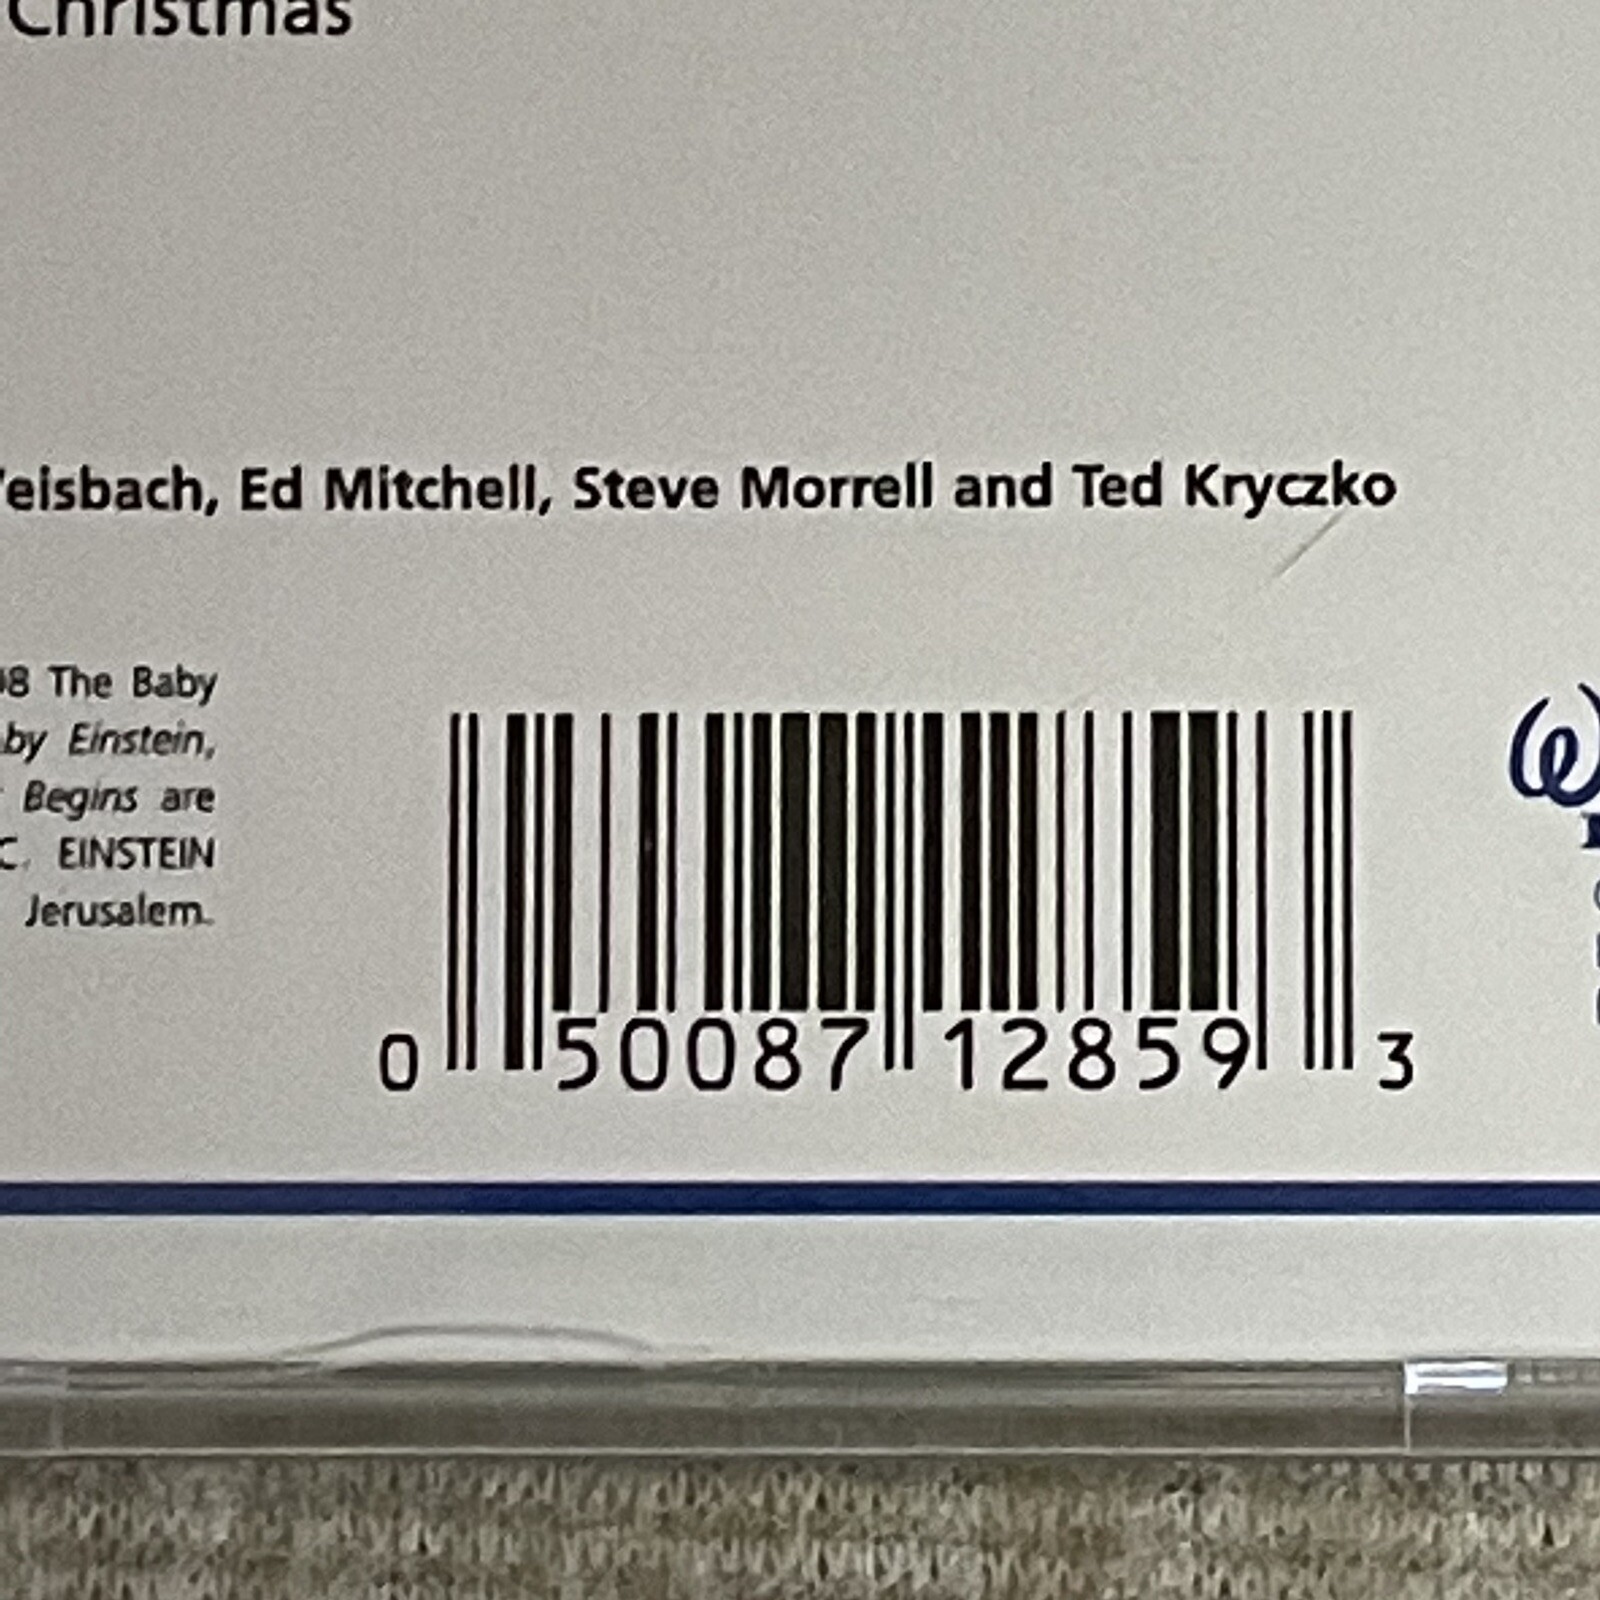 Christmas
eisbach, Ed Mitchell, Steve Morrell and Ted Kryczko
8 The Baby
by Einstein,
Begins are
C. EINSTEIN
Jerusalem.
0 50087 12859 3